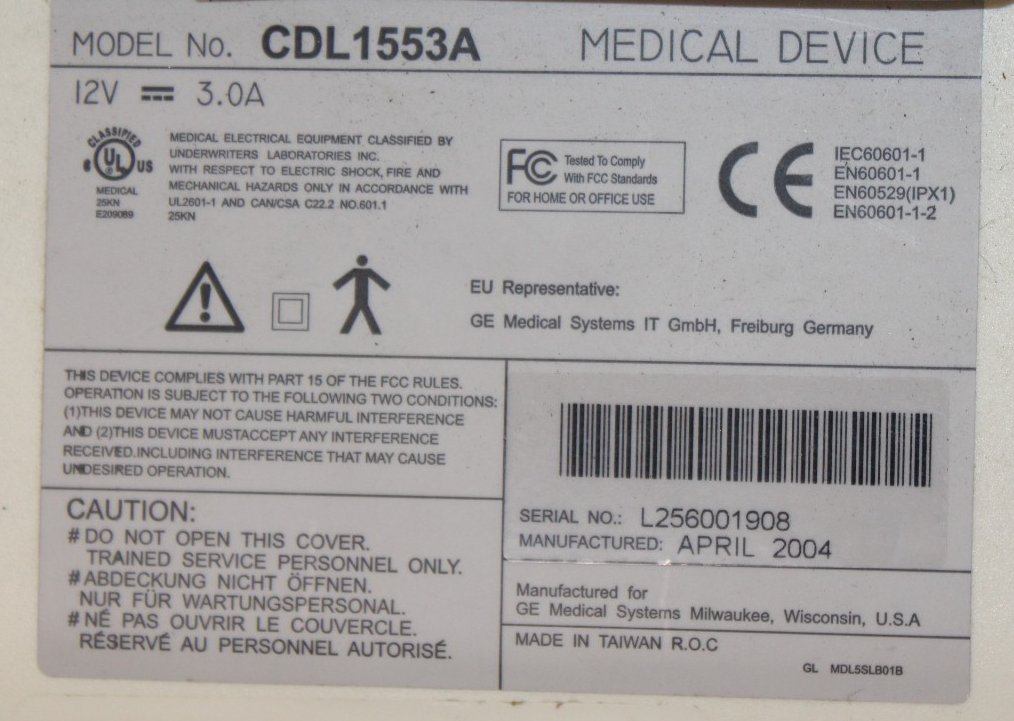 MODEL No. CDL1553A MEDICAL DEVICE
12V 3.0A
CLASSIFIED
UL
US
MEDICAL
25KN
E209089
MEDICAL ELECTRICAL EQUIPMENT CLASSIFIED BY
UNDERWRITERS LABORATORIES INC.
WITH RESPECT TO ELECTRIC SHOCK, FIRE AND
MECHANICAL HAZARDS ONLY IN ACCORDANCE WITH
UL2601-1 AND CAN/CSA C22.2 NO.601.1
25KN
FC Tested To Comply
With FCC Standards
FOR HOME OR OFFICE USE
CE
IEC60601-1
EN60601-1
EN60529(IPX1)
EN60601-1-2
EU Representative:
GE Medical Systems IT GmbH, Freiburg Germany
THIS DEVICE COMPLIES WITH PART 15 OF THE FCC RULES.
OPERATION IS SUBJECT TO THE FOLLOWING TWO CONDITIONS:
(1)THIS DEVICE MAY NOT CAUSE HARMFUL INTERFERENCE
AND (2)THIS DEVICE MUSTACCEPT ANY INTERFERENCE
RECEIVED.INCLUDING INTERFERENCE THAT MAY CAUSE
UNDESIRED OPERATION.
CAUTION:
# DO NOT OPEN THIS COVER.
TRAINED SERVICE PERSONNEL ONLY.
# ABDECKUNG NICHT ÖFFNEN.
NUR FÜR WARTUNGSPERSONAL.
# NÉ PAS OUVRIR LE COUVERCLE.
RÉSERVÉ AU PERSONNEL AUTORISÉ.
SERIAL NO.: L256001908
MANUFACTURED: APRIL 2004
Manufactured for
GE Medical Systems Milwaukee, Wisconsin, U.S.A
MADE IN TAIWAN R.O.C
GL MDL5SLB01B